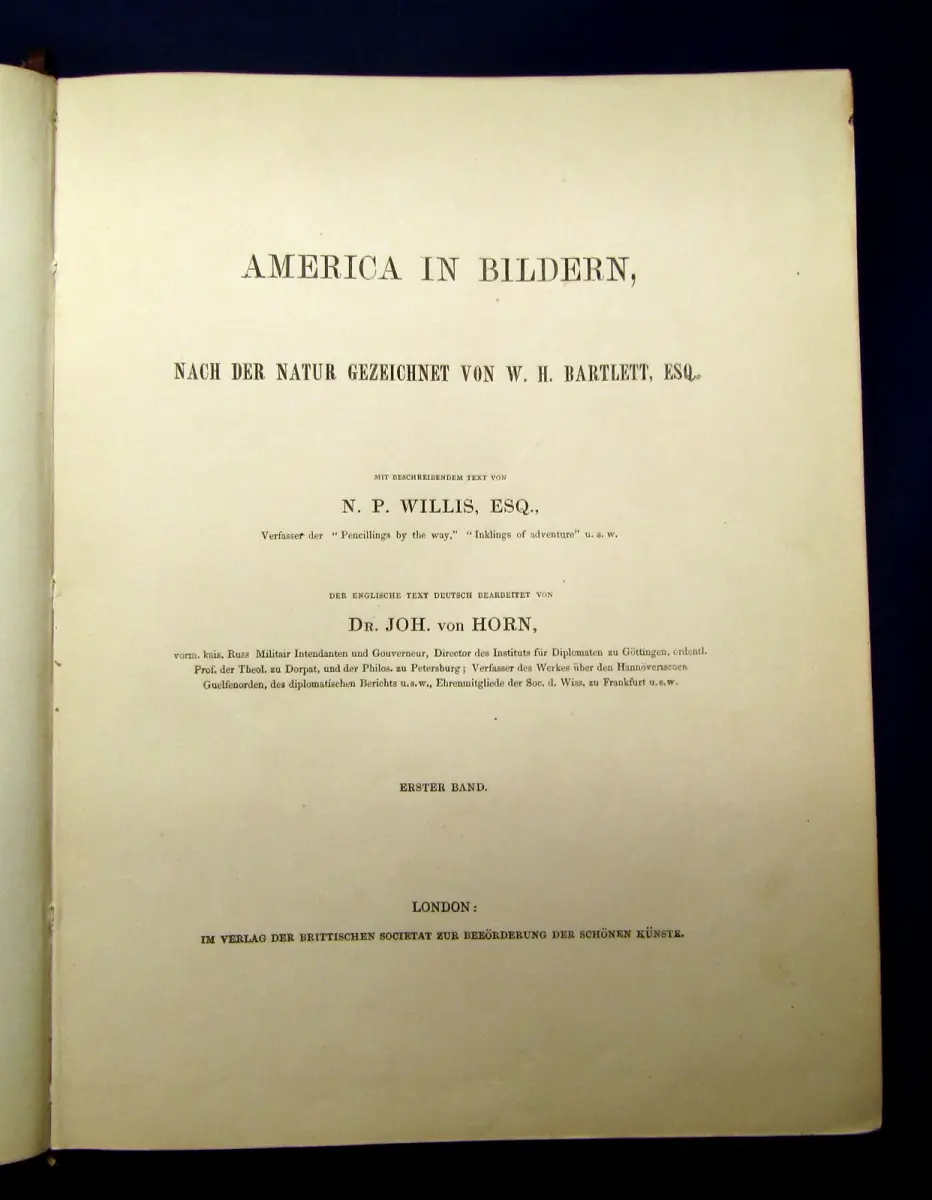 AMERICA IN BILDERN,
NACH DER NATUR GEZEICHNET VON W. H. BARTLETT, ESQ.
MIT BESCHREIBENDEM TEXT VON
N. P. WILLIS, ESQ.,
Verfasser der "Pencillings by the way," "Inklings of adventure" u. s. w.
DER ENGLISCHE TEXT DEUTSCH BEARBEITET VON
DR. JOH. von HORN,
vorm. kais. Russ Militair Intendanten und Gouverneur, Director des Instituts für Diplomaten zu Göttingen, ordentl.
Prof. der Theol. zu Dorpat, und der Philos. zu Petersburg; Verfasser des Werkes über den Hannöverschen
Guelfenorden, des diplomatischen Berichts u.s.w., Ehrenmitgliede der Soc. d. Wiss. zu Frankfurt u.s.w.
ERSTER BAND.
LONDON:
IM VERLAG DER BRITTISCHEN SOCIETAT ZUR BEFÖRDERUNG DER SCHÖNEN KÜNSTE.